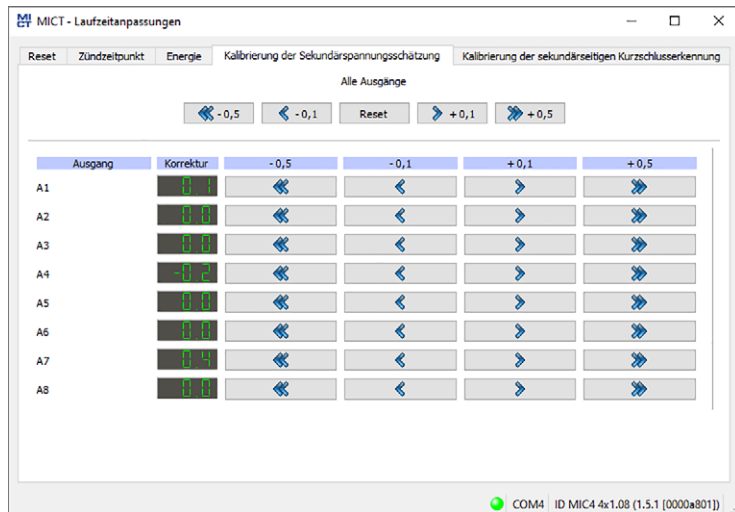 MICT - Laufzeitanpassungen
Reset Zündzeitpunkt Energie Kalibrierung der Sekundärspannungsschätzung Kalibrierung der sekundärseitigen Kurzschlusserkennung
Alle Ausgänge
- 0,5 - 0,1 Reset + 0,1 + 0,5
Ausgang Korrektur - 0,5 - 0,1 + 0,1 + 0,5
A1 0.1
A2 0.0
A3 0.0
A4 -0.2
A5 0.0
A6 0.0
A7 0.4
A8 0.0
COM4 ID MIC4 4x1.08 (1.5.1 [0000a801])